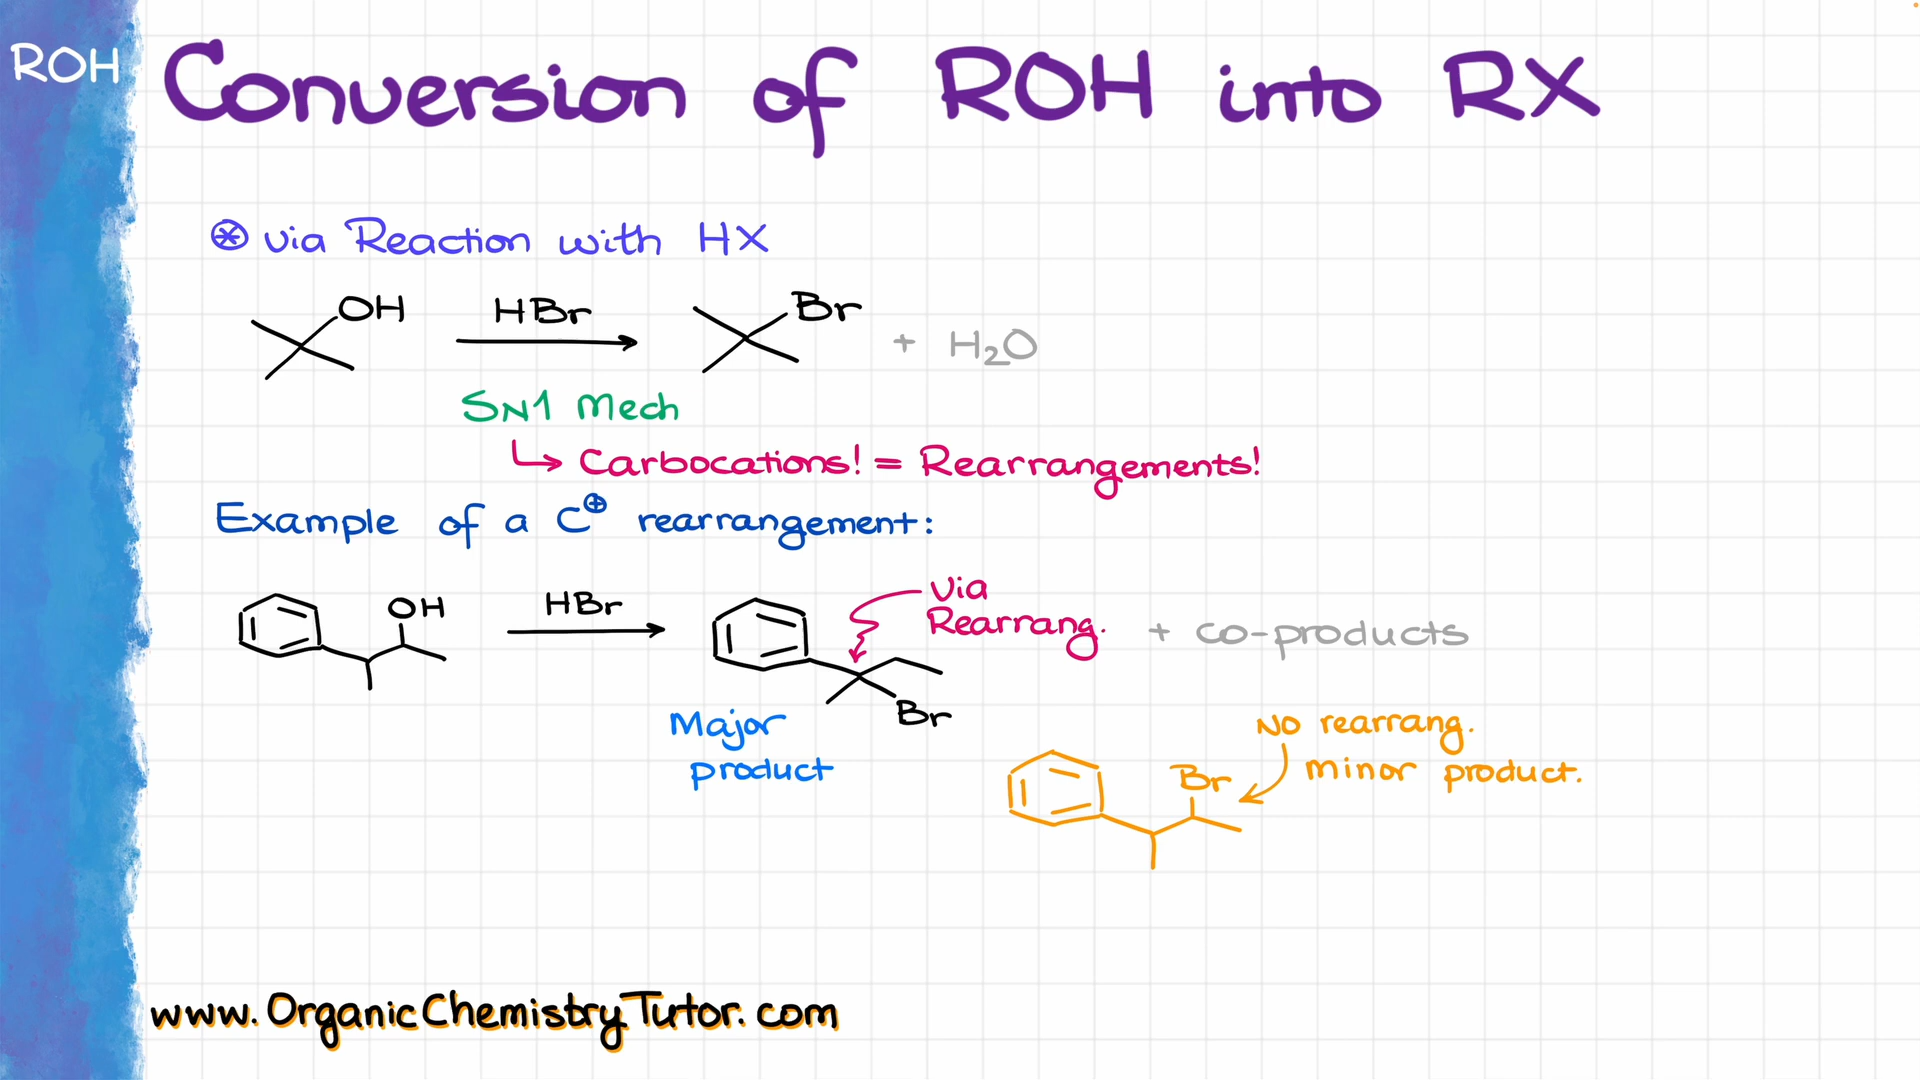 ROH
Conversion of ROH into RX
⊛ via Reaction with HX
OH
HBr
Br
+ H₂O
SN1 Mech
↳ Carbocations! = Rearrangements!
Example of a C⊕ rearrangement:
OH
HBr
Via
Rearrang.
+ co-products
Br
Major
product
No rearrang.
minor product.
Br
www.OrganicChemistryTutor.com